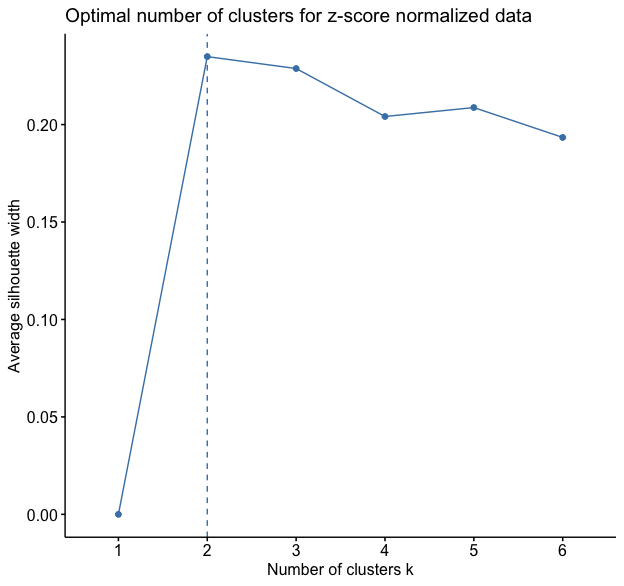 Optimal number of clusters for z-score normalized data
Average silhouette width
0.20
0.15
0.10
0.05
0.00
1 2 3 4 5 6
Number of clusters k